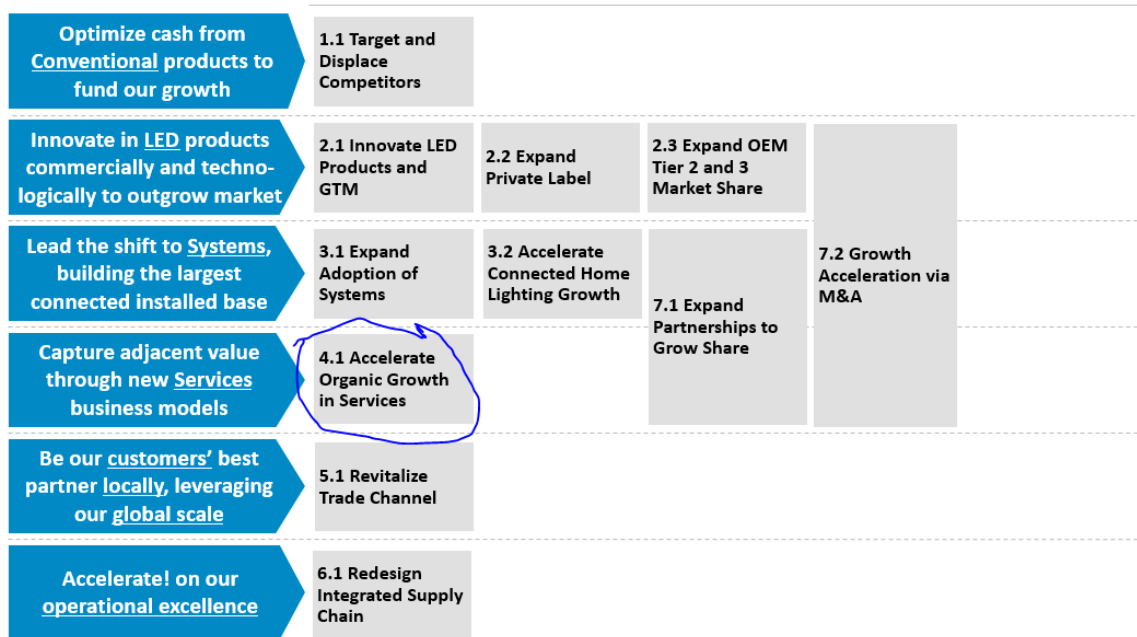 Optimize cash from
Conventional products to
fund our growth
1.1 Target and
Displace
Competitors
Innovate in LED products
commercially and techno-
logically to outgrow market
2.1 Innovate LED
Products and
GTM
2.2 Expand
Private Label
2.3 Expand OEM
Tier 2 and 3
Market Share
Lead the shift to Systems,
building the largest
connected installed base
3.1 Expand
Adoption of
Systems
3.2 Accelerate
Connected Home
Lighting Growth
7.1 Expand
Partnerships to
Grow Share
7.2 Growth
Acceleration via
M&A
Capture adjacent value
through new Services
business models
4.1 Accelerate
Organic Growth
in Services
Be our customers’ best
partner locally, leveraging
our global scale
5.1 Revitalize
Trade Channel
Accelerate! on our
operational excellence
6.1 Redesign
Integrated Supply
Chain